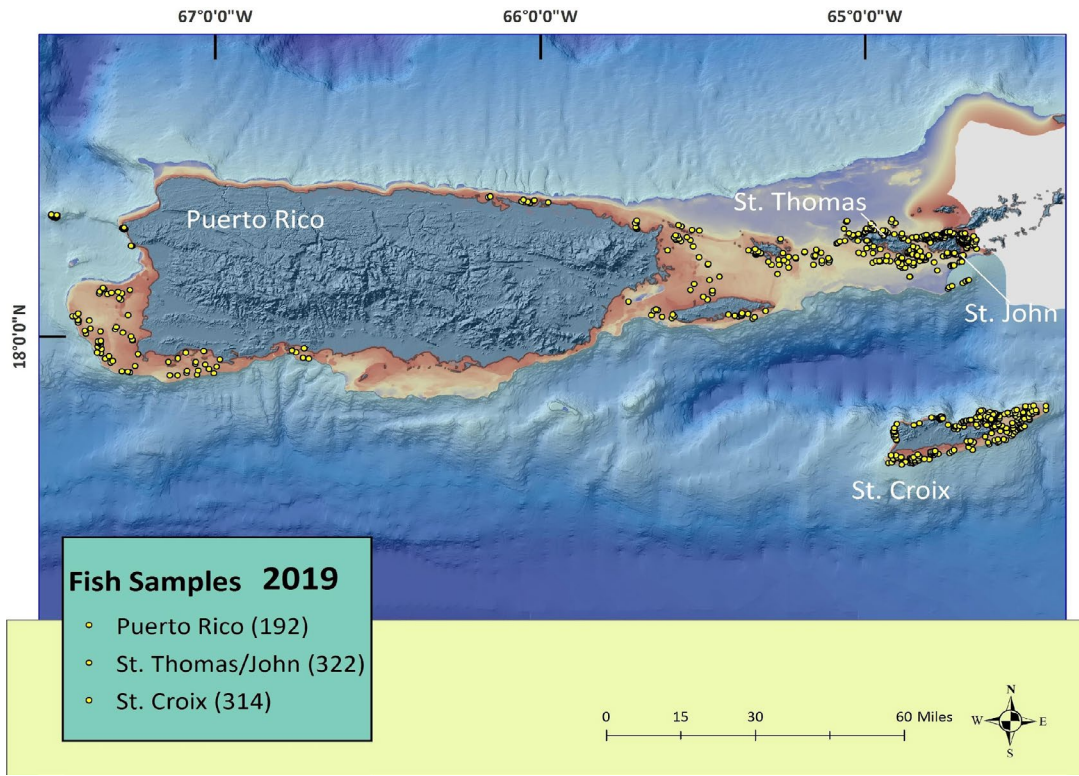 67°0'0"W 66°0'0"W 65°0'0"W
St. Thomas
Puerto Rico
St. John
18°0'0"N
St. Croix
Fish Samples 2019
Puerto Rico (192)
St. Thomas/John (322)
St. Croix (314)
0 15 30 60 Miles
N
W E
S